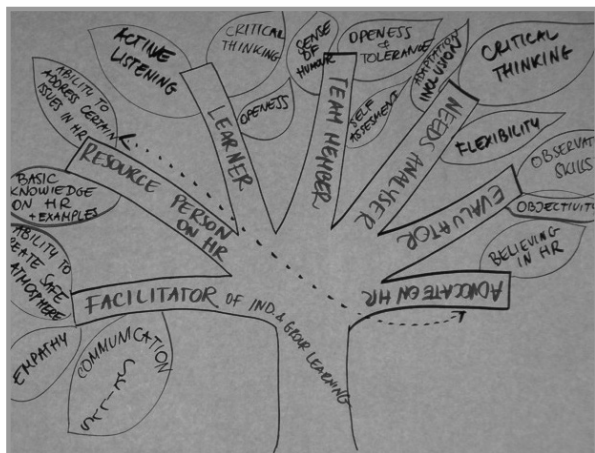 ACTIVE
LISTENING
CRITICAL
THINKING
SENSE
OF
HUMOUR
OPENESS
&
TOLERANCE
ADAPTATION
INCLUSION
CRITICAL
THINKING
ABILITY TO
ADDRESS CERTAIN
ISSUES IN HR
OPENESS
SELF
ASSESMENT
LEARNER
TEAM MEMBER
NEEDS ANALYSER
FLEXIBILITY
RESOURCE PERSON
ON HR
BASIC
KNOWLEDGE
ON HR
+ EXAMPLES
EVALUATOR
OBSERVAT
SKILLS
OBJECTIVITY
BELIEVING
IN HR
ADVOCATE ON HR
ABILITY TO
EATE SAFE
ATMOSPHERE
FACILITATOR OF IND. & GROUP LEARNING
EMPATHY
COMMUNICATION
SKILLS